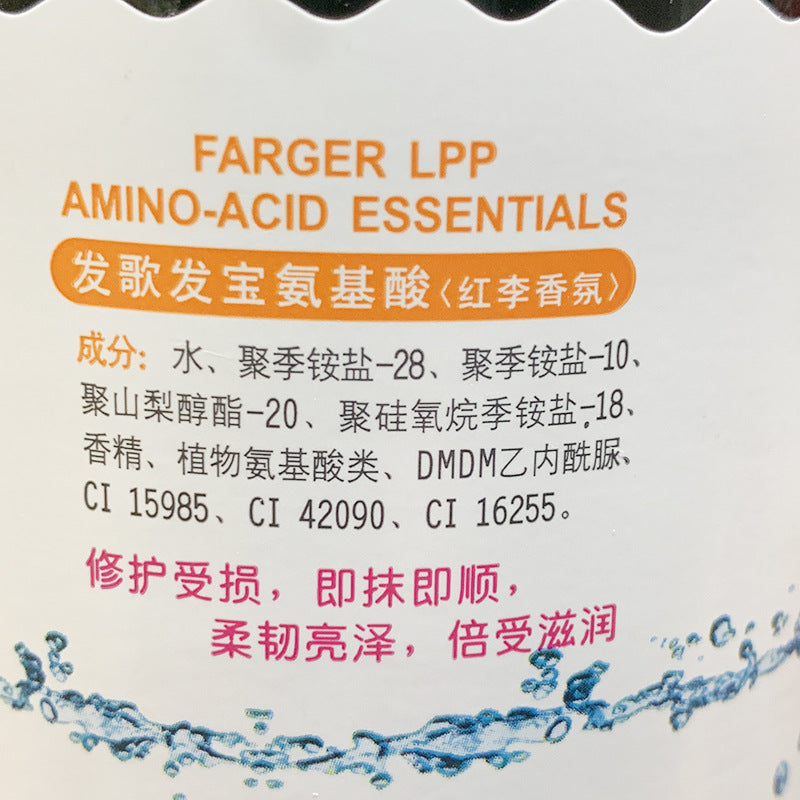 FARGER LPP
AMINO-ACID ESSENTIALS
发歌发宝氨基酸〈红李香氛〉
成分：水、聚季铵盐-28、聚季铵盐-10、
聚山梨醇酯-20、聚硅氧烷季铵盐-18、
香精、植物氨基酸类、DMDM乙内酰脲、
CI 15985、CI 42090、CI 16255。
修护受损，即抹即顺，
柔韧亮泽，倍受滋润